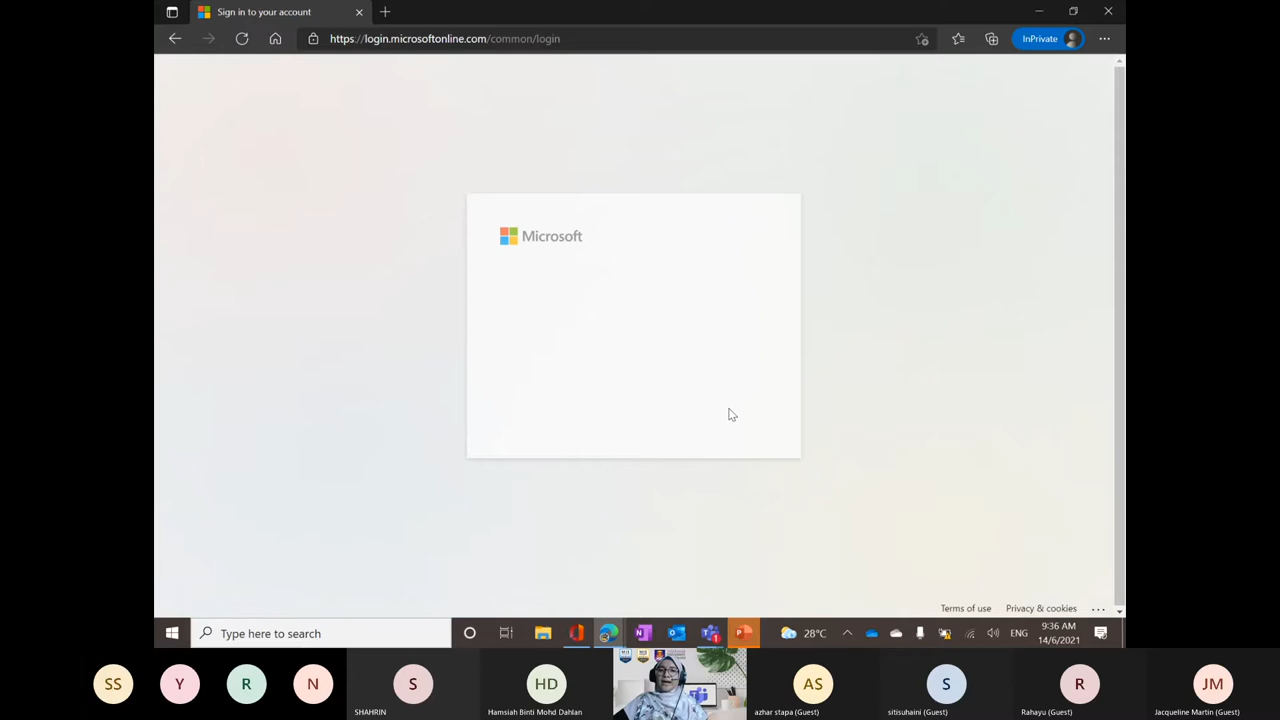 Sign in to your account
https://login.microsoftonline.com/common/login
InPrivate
Microsoft
Terms of use
Privacy & cookies
Type here to search
28°C
ENG
9:36 AM
14/6/2021
SS
Y
R
N
S
SHAHRIN
HD
Hamsiah Binti Mohd Dahlan
AS
azhar stapa (Guest)
S
sitisuhaini (Guest)
R
Rahayu (Guest)
JM
Jacqueline Martin (Guest)